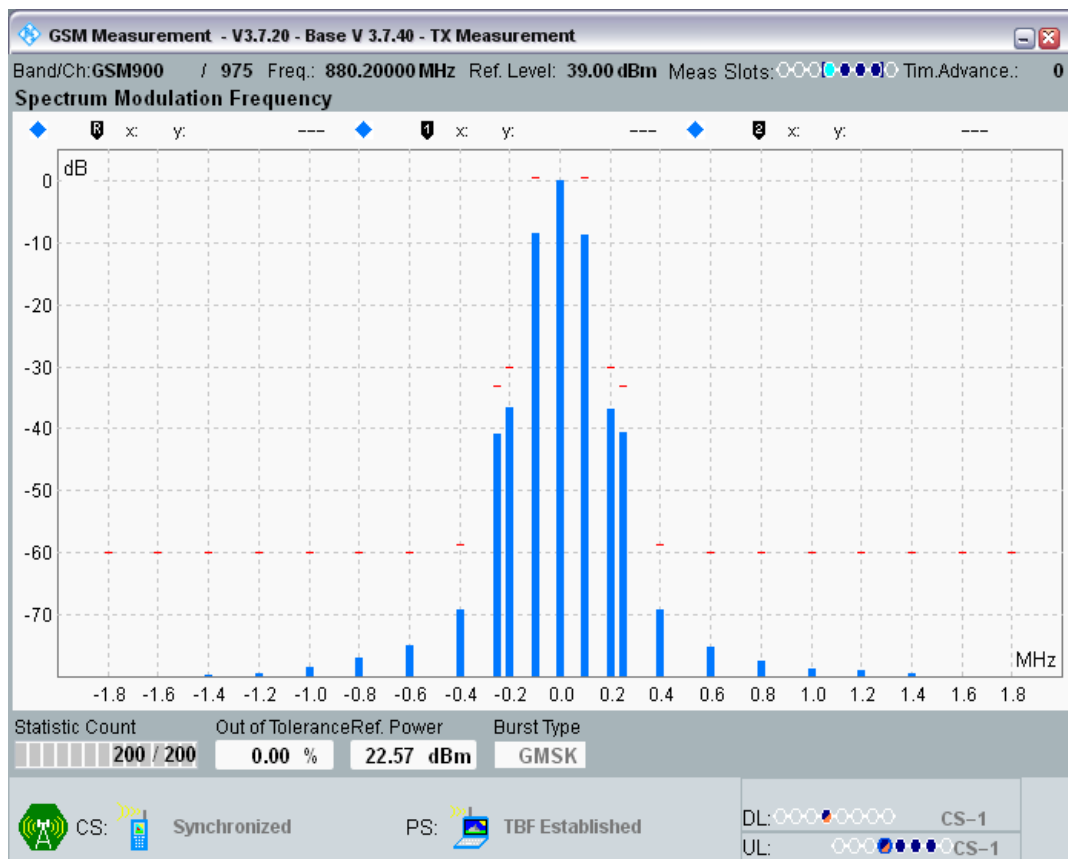 GSM Measurement - V3.7.20 - Base V 3.7.40 - TX Measurement
Band/Ch:GSM900 / 975 Freq.: 880.20000 MHz Ref. Level: 39.00 dBm Meas Slots: Tim.Advance.: 0
Spectrum Modulation Frequency
R x: y: --- 1 x: y: --- 2 x: y: ---
dB
0
-10
-20
-30
-40
-50
-60
-70
MHz
-1.8 -1.6 -1.4 -1.2 -1.0 -0.8 -0.6 -0.4 -0.2 0.0 0.2 0.4 0.6 0.8 1.0 1.2 1.4 1.6 1.8
Statistic Count Out of Tolerance Ref. Power Burst Type
200 / 200 0.00 % 22.57 dBm GMSK
CS: Synchronized PS: TBF Established
DL: CS-1
UL: CS-1